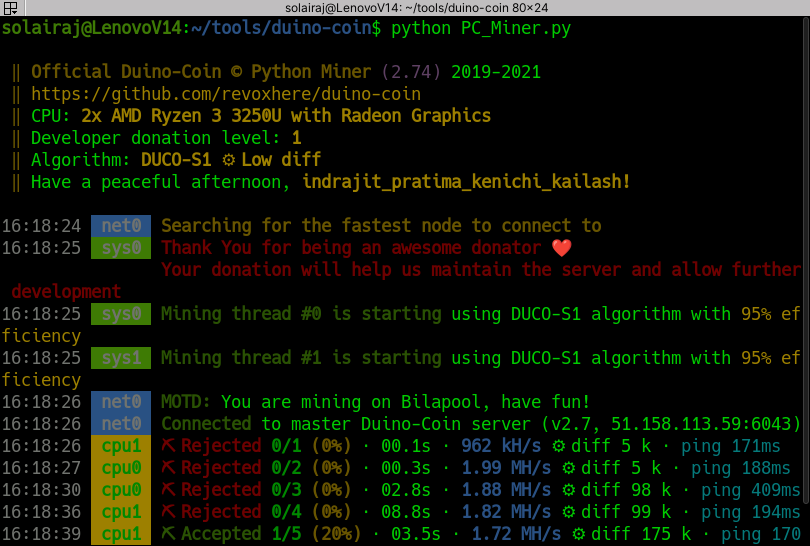 solairaj@LenovoV14: ~/tools/duino-coin 80×24
solairaj@LenovoV14:~/tools/duino-coin$ python PC_Miner.py
‖ Official Duino-Coin © Python Miner (2.74) 2019-2021
‖ https://github.com/revoxhere/duino-coin
‖ CPU: 2x AMD Ryzen 3 3250U with Radeon Graphics
‖ Developer donation level: 1
‖ Algorithm: DUCO-S1 ⚙ Low diff
‖ Have a peaceful afternoon, indrajit_pratima_kenichi_kailash!
16:18:24 net0 Searching for the fastest node to connect to
16:18:25 sys0 Thank You for being an awesome donator ❤️
Your donation will help us maintain the server and allow further
development
16:18:25 sys0 Mining thread #0 is starting using DUCO-S1 algorithm with 95% ef
ficiency
16:18:25 sys1 Mining thread #1 is starting using DUCO-S1 algorithm with 95% ef
ficiency
16:18:26 net0 MOTD: You are mining on Bilapool, have fun!
16:18:26 net0 Connected to master Duino-Coin server (v2.7, 51.158.113.59:6043)
16:18:26 cpu1 ⛏ Rejected 0/1 (0%) · 00.1s · 962 kH/s ⚙ diff 5 k · ping 171ms
16:18:27 cpu0 ⛏ Rejected 0/2 (0%) · 00.3s · 1.99 MH/s ⚙ diff 5 k · ping 188ms
16:18:30 cpu0 ⛏ Rejected 0/3 (0%) · 02.8s · 1.88 MH/s ⚙ diff 98 k · ping 409ms
16:18:36 cpu1 ⛏ Rejected 0/4 (0%) · 08.8s · 1.82 MH/s ⚙ diff 99 k · ping 194ms
16:18:39 cpu1 ⛏ Accepted 1/5 (20%) · 03.5s · 1.72 MH/s ⚙ diff 175 k · ping 170